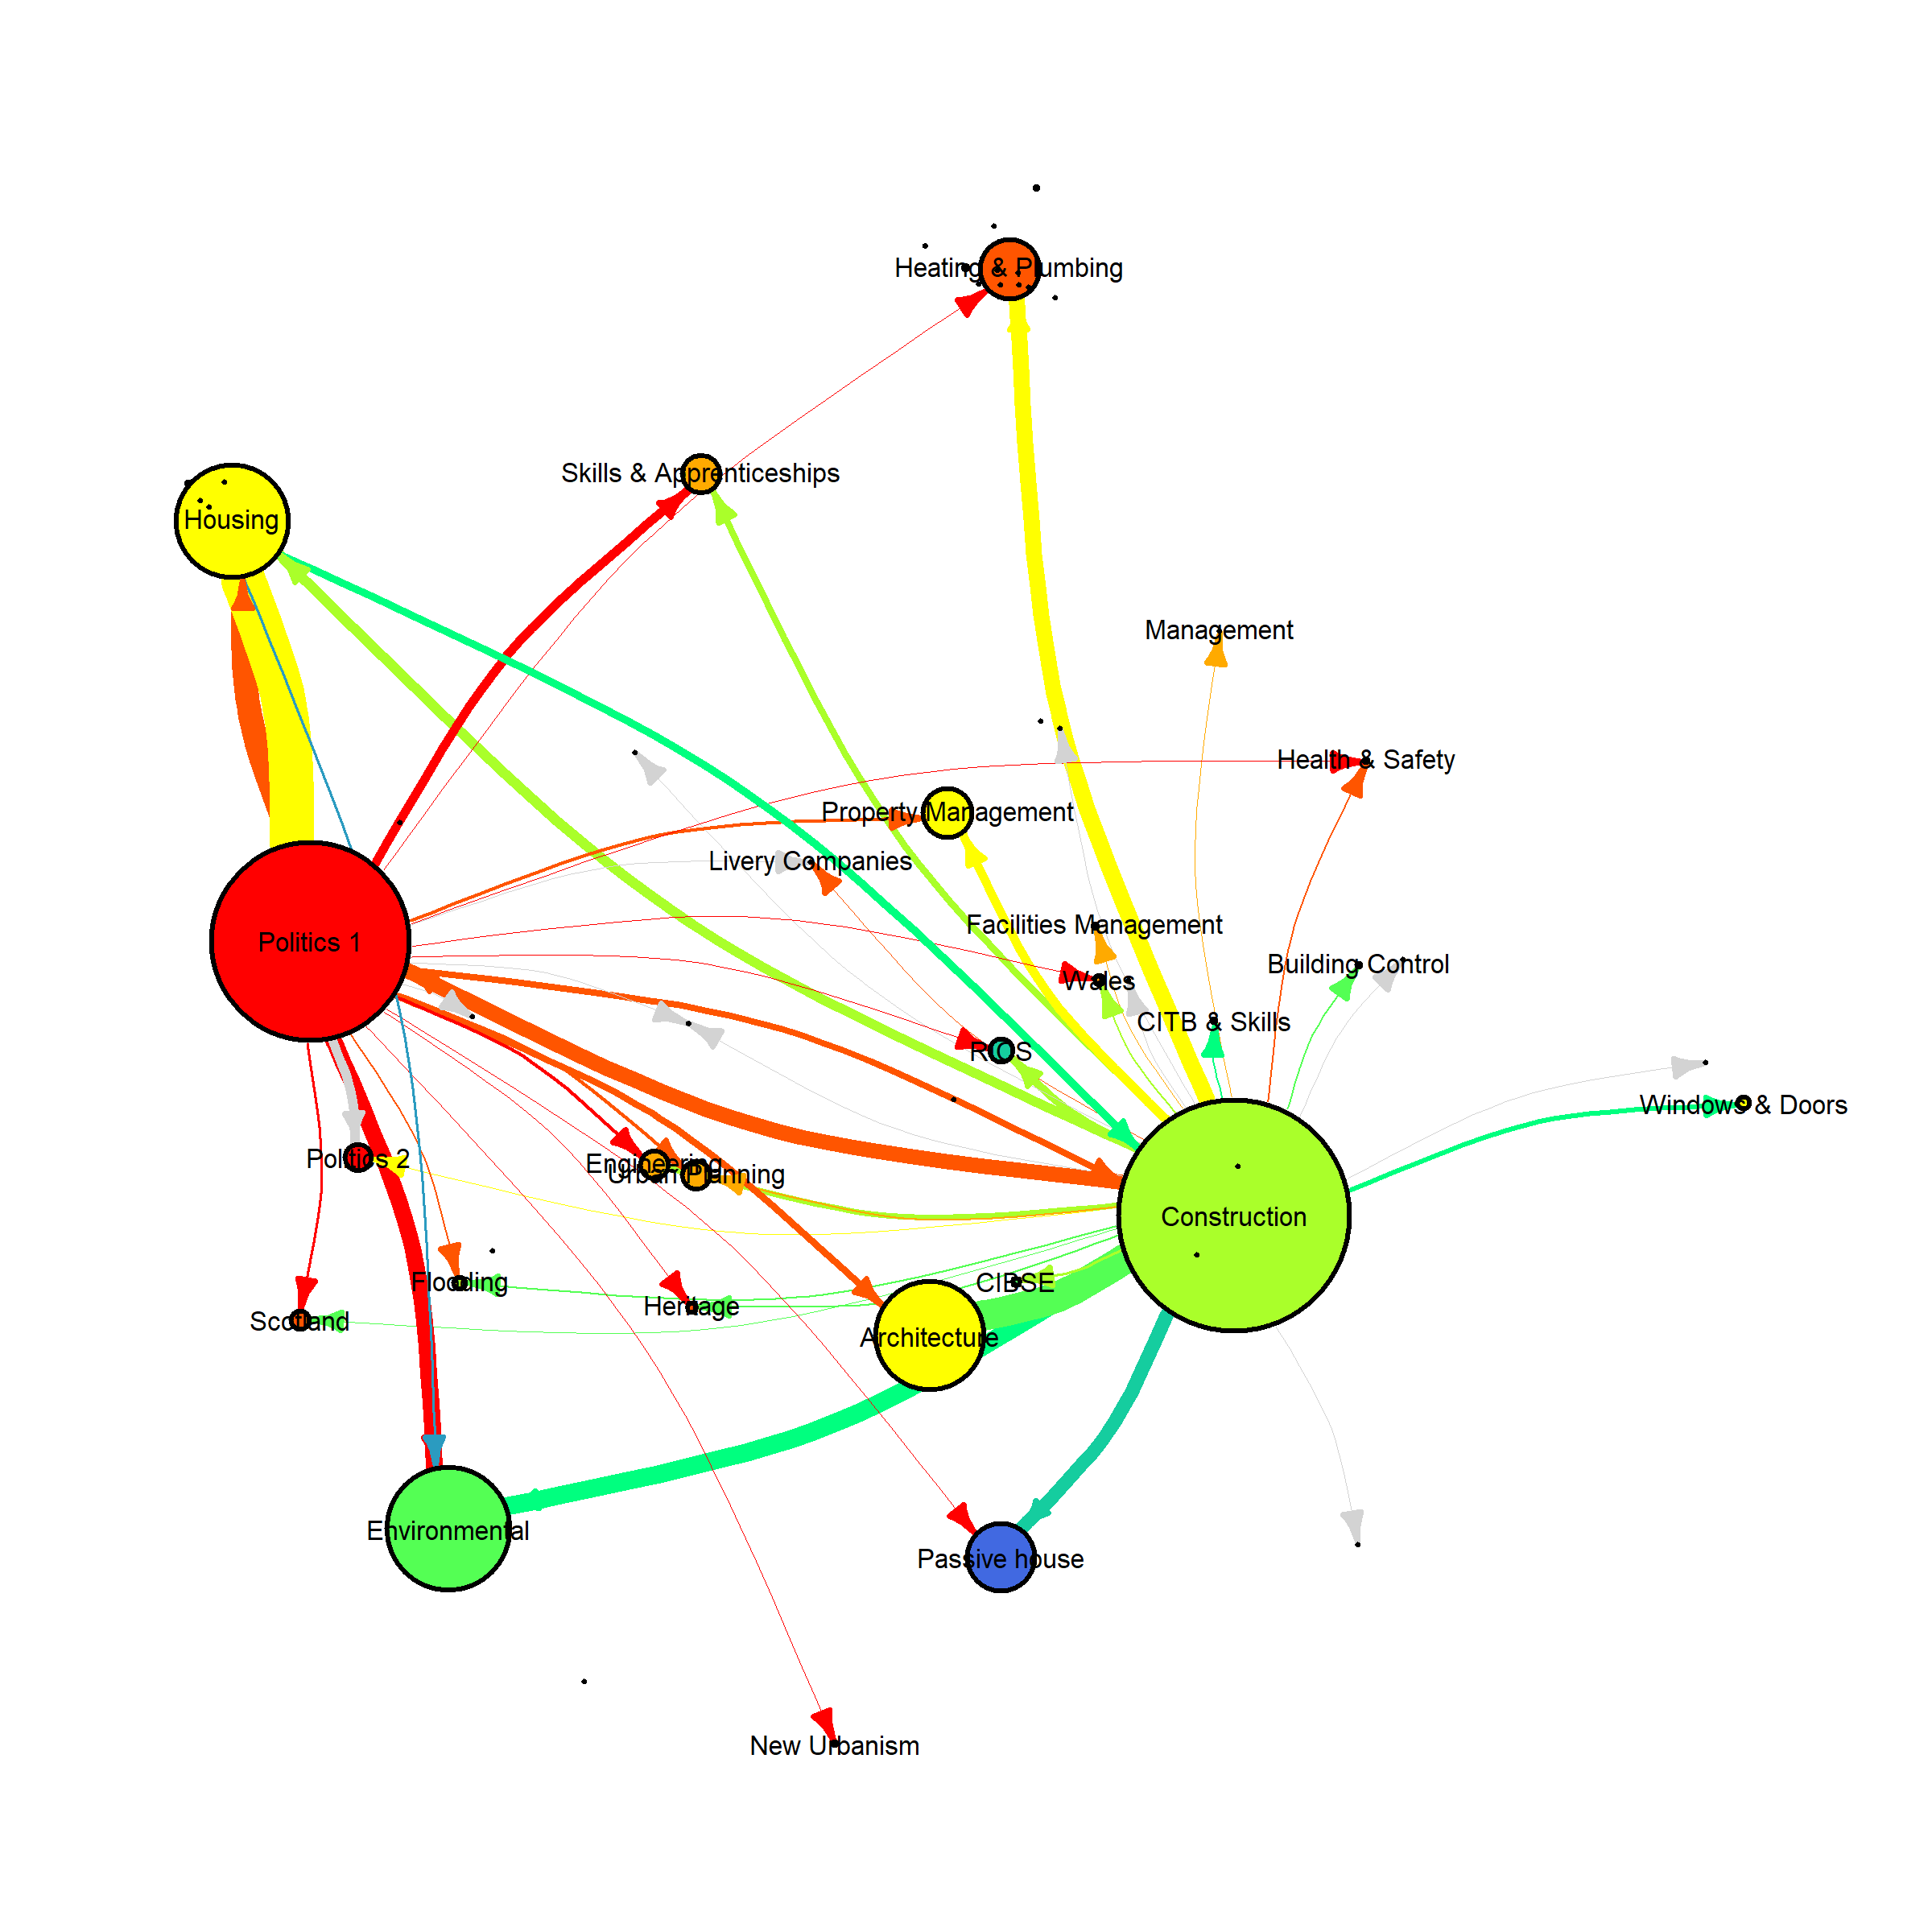 Heating & Plumbing
Skills & Apprenticeships
Housing
Management
Health & Safety
Property Management
Livery Companies
Facilities Management
Politics 1
Building Control
Wales
CITB & Skills
RICS
Windows & Doors
Politics 2
Engineering
Urban Planning
Construction
Flooding
CIBSE
Heritage
Scotland
Architecture
Environmental
Passive house
New Urbanism